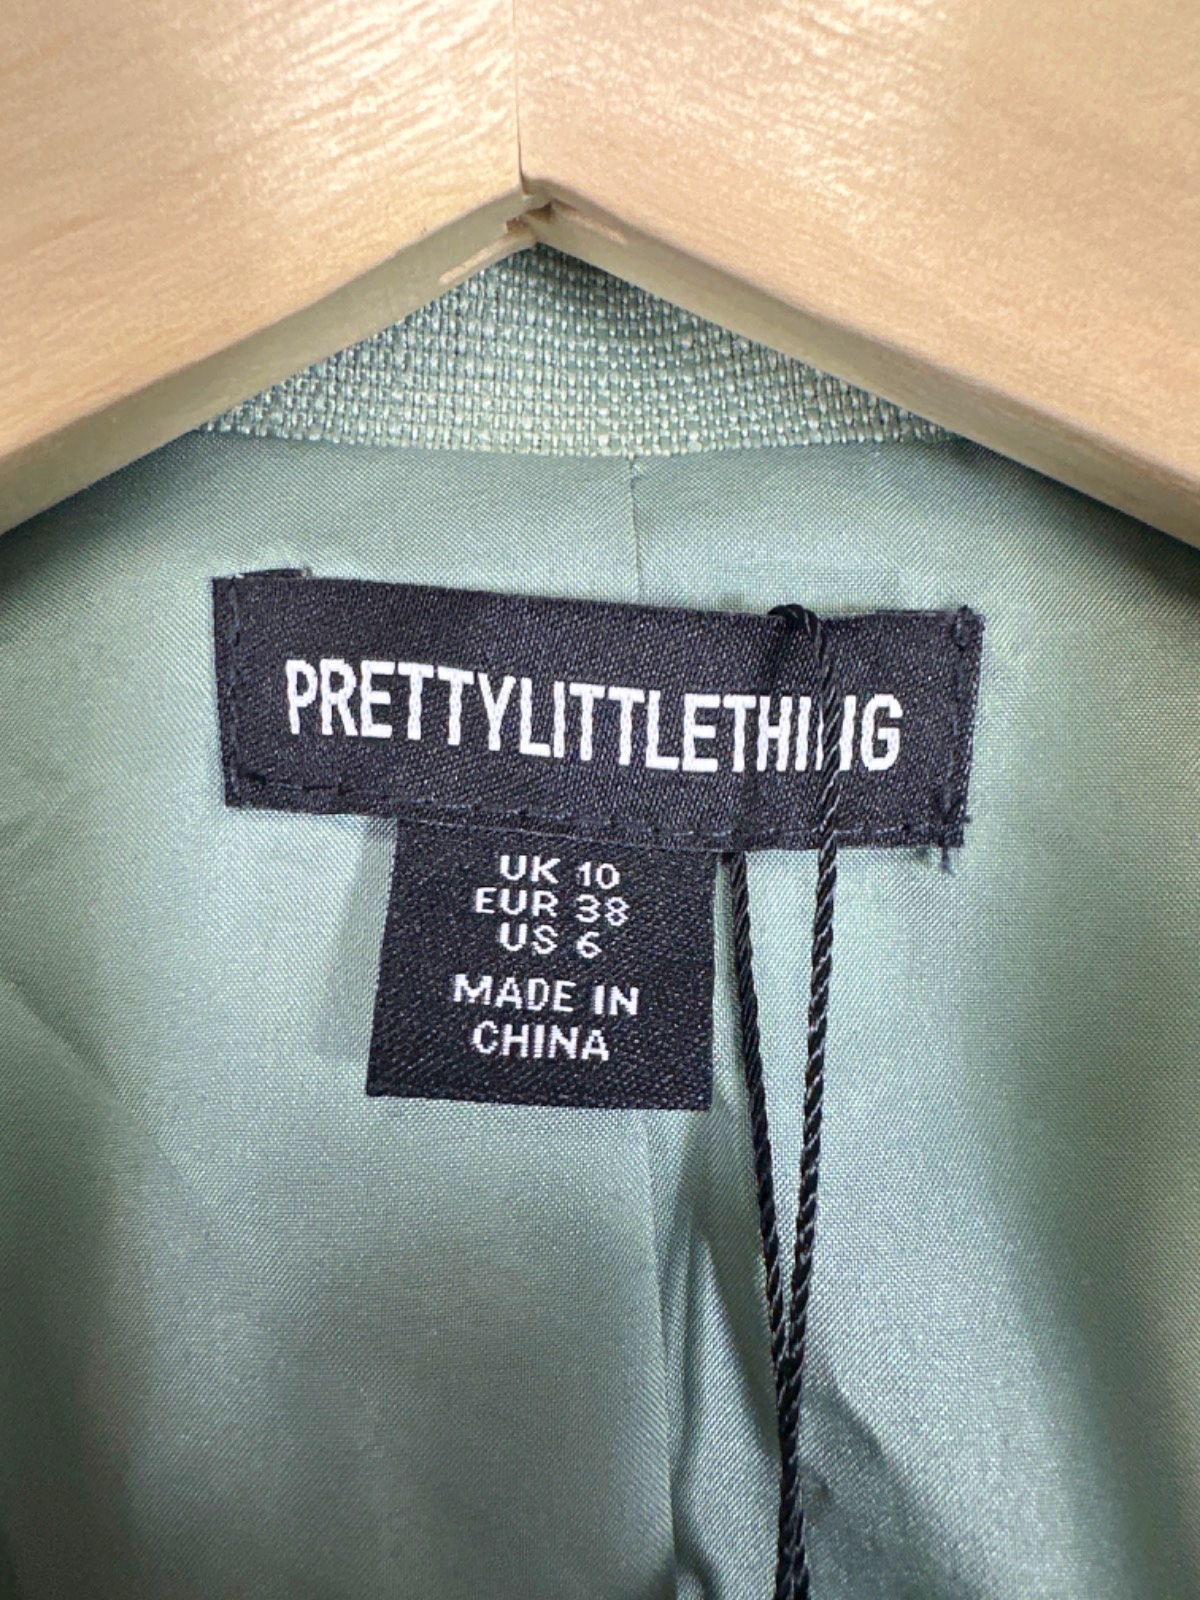 PRETTYLITTLETHING
UK 10
EUR 38
US 6
MADE IN
CHINA